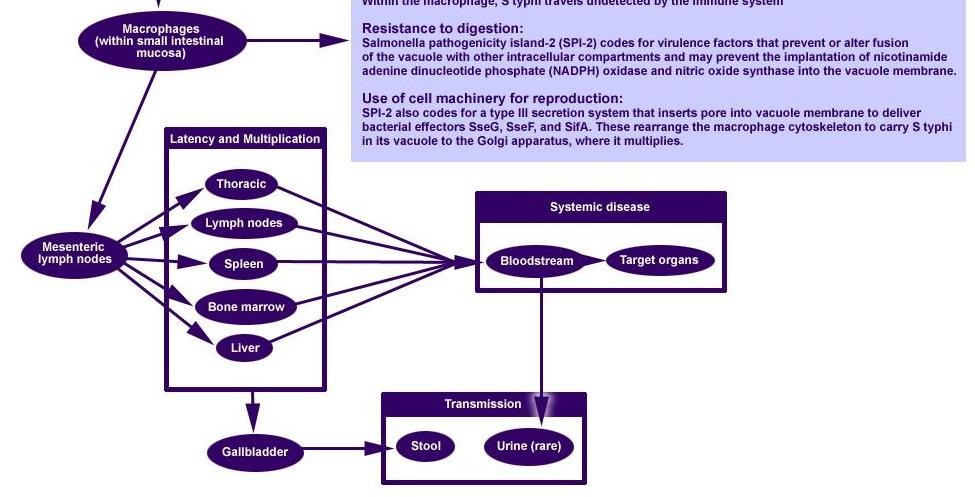 Within the macrophage, S typhi travels undetected by the immune system
Macrophages
(within small intestinal
mucosa)
Resistance to digestion:
Salmonella pathogenicity island-2 (SPI-2) codes for virulence factors that prevent or alter fusion
of the vacuole with other intracellular compartments and may prevent the implantation of nicotinamide
adenine dinucleotide phosphate (NADPH) oxidase and nitric oxide synthase into the vacuole membrane.
Use of cell machinery for reproduction:
SPI-2 also codes for a type III secretion system that inserts pore into vacuole membrane to deliver
bacterial effectors SseG, SseF, and SifA. These rearrange the macrophage cytoskeleton to carry S typhi
in its vacuole to the Golgi apparatus, where it multiplies.
Latency and Multiplication
Thoracic
Lymph nodes
Spleen
Bone marrow
Liver
Mesenteric
lymph nodes
Systemic disease
Bloodstream
Target organs
Transmission
Gallbladder
Stool
Urine (rare)